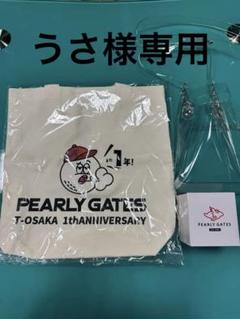 うさ様専用
1年!
PEARLY GATES
T-OSAKA 1thANNIVERSARY
PEARLY GATES